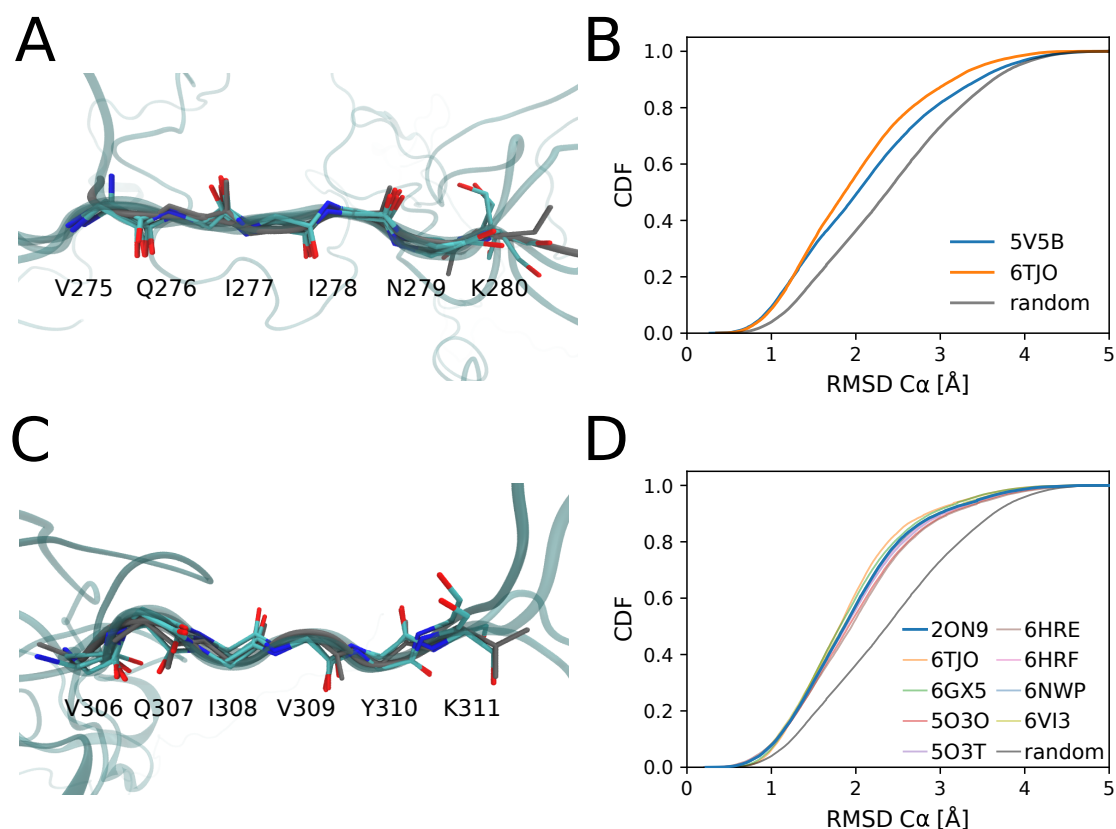 A
V275 Q276 I277 I278 N279 K280
B
1.0
0.8
0.6
0.4
0.2
0.0
CDF
5V5B
6TJO
random
0 1 2 3 4 5
RMSD Cα [Å]
C
V306 Q307 I308 V309 Y310 K311
D
1.0
0.8
0.6
0.4
0.2
0.0
CDF
2ON9 6HRE
6TJO 6HRF
6GX5 6NWP
5O3O 6VI3
5O3T random
0 1 2 3 4 5
RMSD Cα [Å]